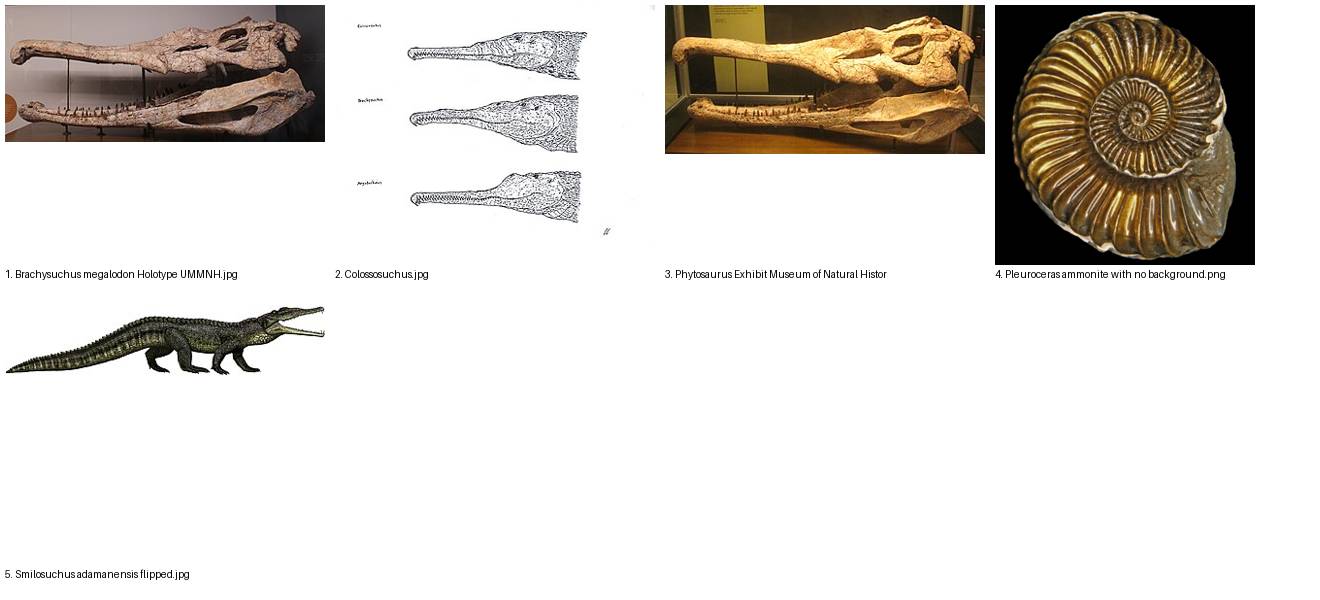 Brachysuchus
1. Brachysuchus megalodon Holotype UMMNH.jpg
2. Colossosuchus.jpg
3. Phytosaurus Exhibit Museum of Natural Histor
4. Pleuroceras ammonite with no background.png
5. Smilosuchus adamanensis flipped.jpg